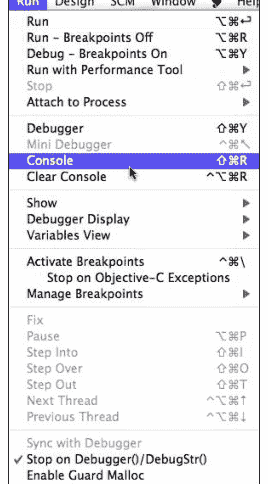 Run Design SCM Window Help
Run ⌥⌘↩
Run - Breakpoints Off ⌥⌘R
Debug - Breakpoints On ⌥⌘Y
Run with Performance Tool ▶
Stop ⇧⌘↩
Attach to Process ▶
Debugger ⇧⌘Y
Mini Debugger ^⌘↖
Console ⇧⌘R
Clear Console ^⌥⌘R
Show ▶
Debugger Display ▶
Variables View ▶
Activate Breakpoints ^⌘\
Stop on Objective-C Exceptions
Manage Breakpoints ▶
Fix
Pause ⌥⌘P
Step Into ⇧⌘I
Step Over ⇧⌘O
Step Out ⇧⌘T
Next Thread ^⌥⌘↑
Previous Thread ^⌥⌘↓
Sync with Debugger
✓ Stop on Debugger()/DebugStr()
Enable Guard Malloc